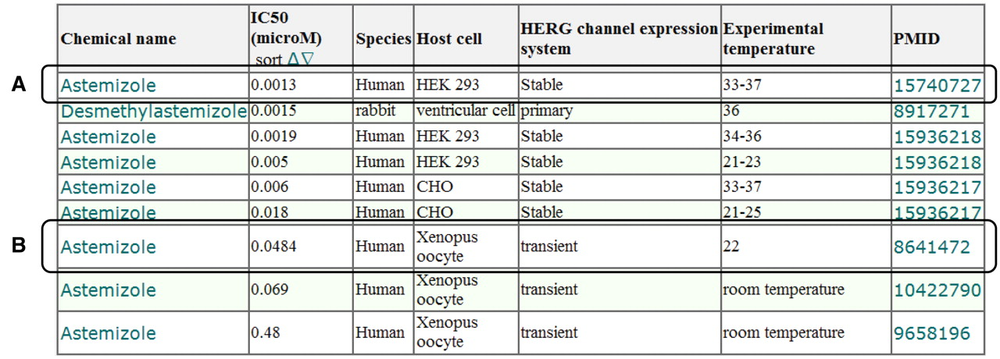 Chemical name IC50 (microM) sort Δ∇ Species Host cell HERG channel expression system Experimental temperature PMID
A Astemizole 0.0013 Human HEK 293 Stable 33-37 15740727
Desmethylastemizole 0.0015 rabbit ventricular cell primary 36 8917271
Astemizole 0.0019 Human HEK 293 Stable 34-36 15936218
Astemizole 0.005 Human HEK 293 Stable 21-23 15936218
Astemizole 0.006 Human CHO Stable 33-37 15936217
Astemizole 0.018 Human CHO Stable 21-25 15936217
B Astemizole 0.0484 Human Xenopus oocyte transient 22 8641472
Astemizole 0.069 Human Xenopus oocyte transient room temperature 10422790
Astemizole 0.48 Human Xenopus oocyte transient room temperature 9658196